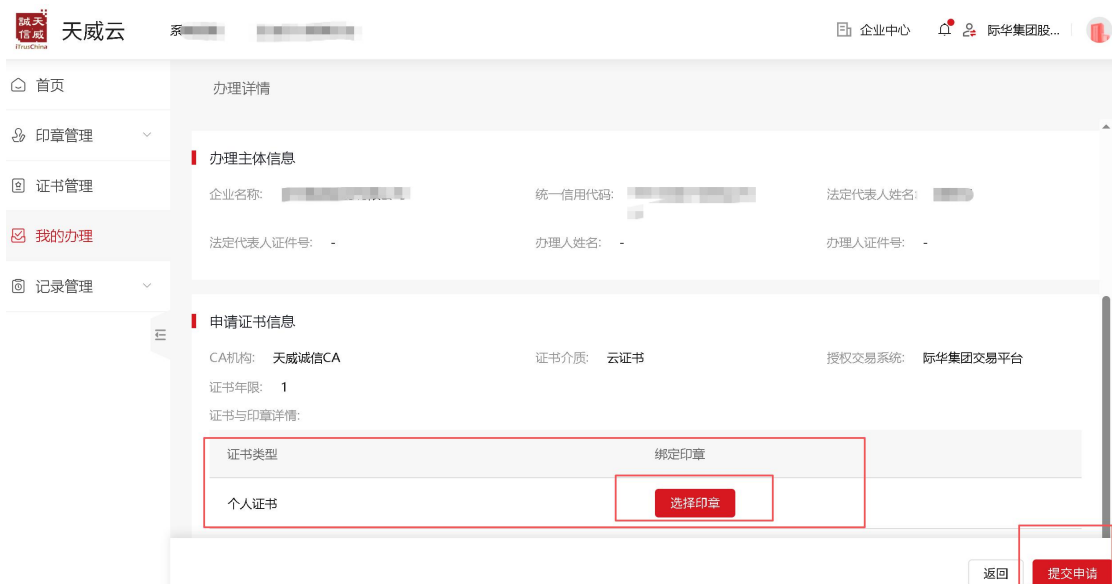 誠天
信威
iTrusChina
天威云
系
企业中心
际华集团股...
首页
印章管理
证书管理
我的办理
记录管理
办理详情
办理主体信息
企业名称:
统一信用代码:
法定代表人姓名:
法定代表人证件号: -
办理人姓名: -
办理人证件号: -
申请证书信息
CA机构: 天威诚信CA
证书介质: 云证书
授权交易系统: 际华集团交易平台
证书年限: 1
证书与印章详情:
证书类型 绑定印章
个人证书 选择印章
返回 提交申请